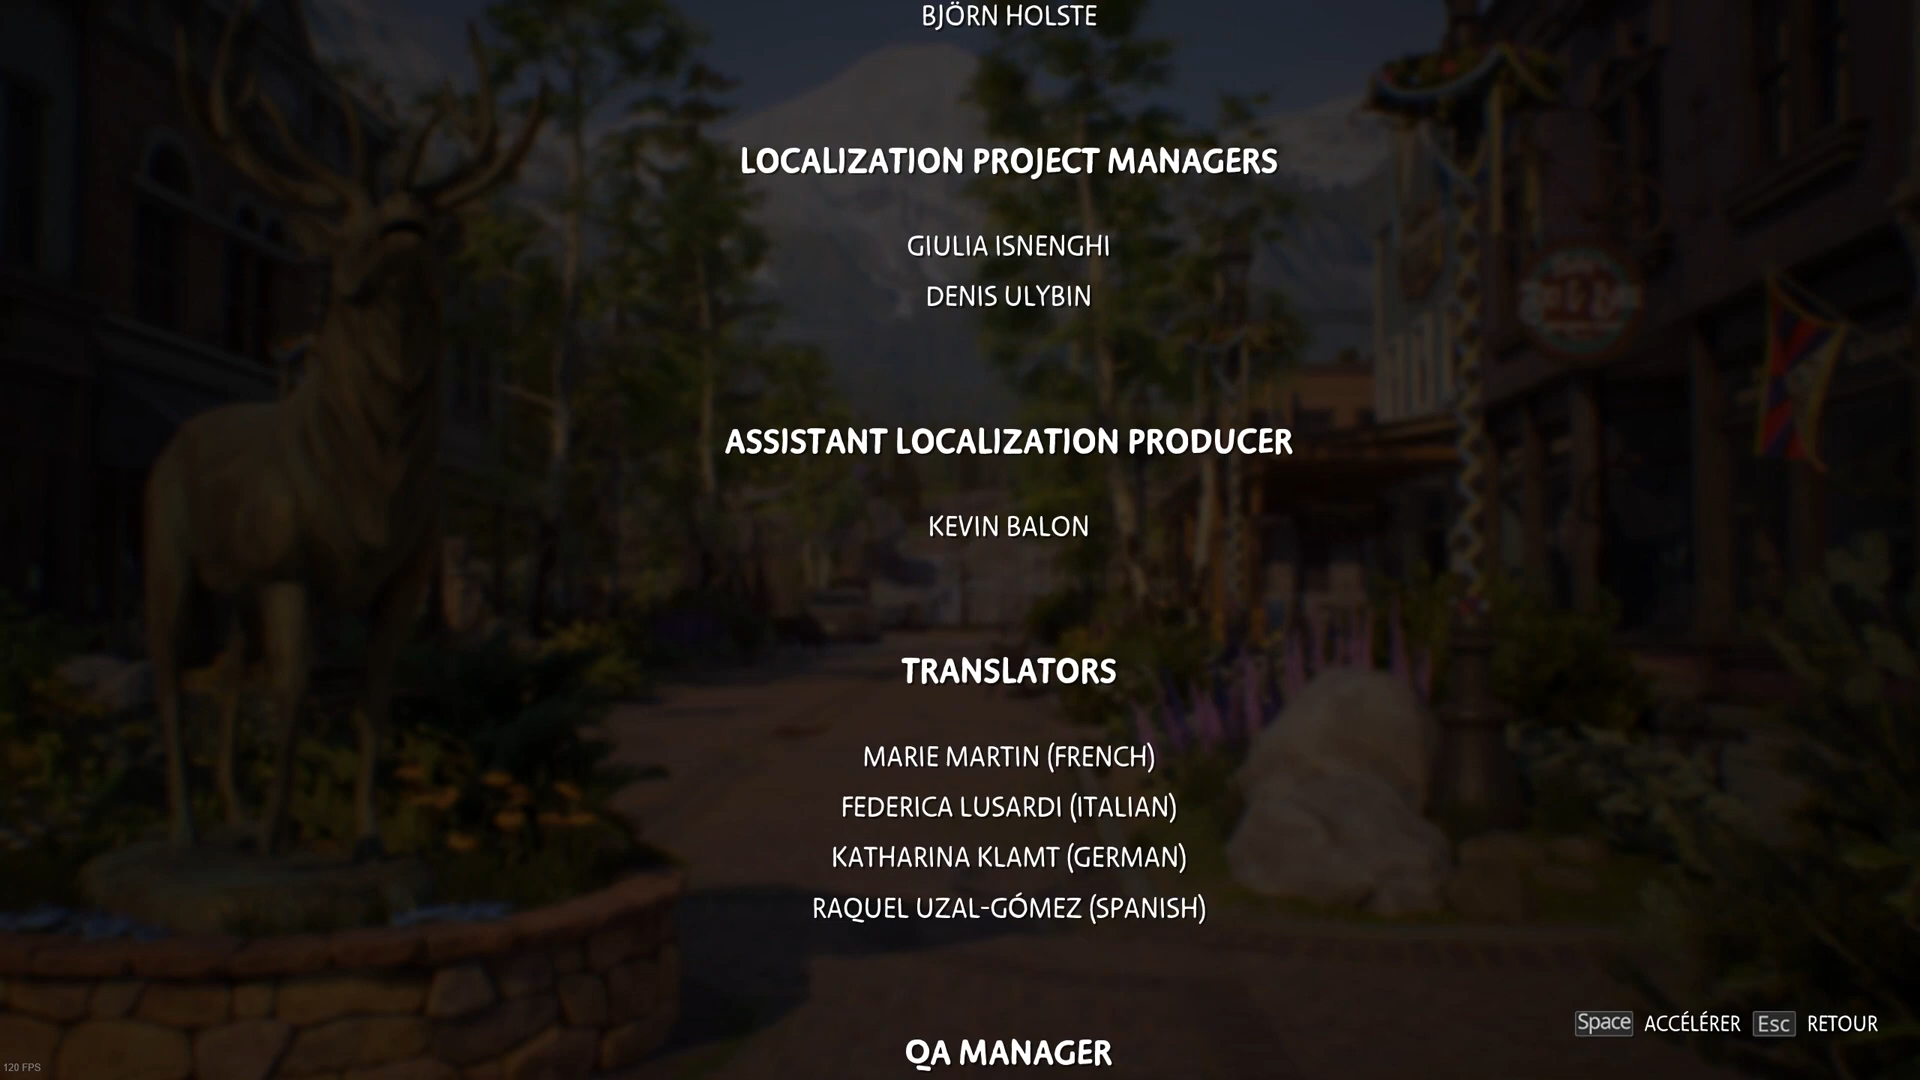 BJÖRN HOLSTE
LOCALIZATION PROJECT MANAGERS
GIULIA ISNENGHI
DENIS ULYBIN
ASSISTANT LOCALIZATION PRODUCER
KEVIN BALON
TRANSLATORS
MARIE MARTIN (FRENCH)
FEDERICA LUSARDI (ITALIAN)
KATHARINA KLAMT (GERMAN)
RAQUEL UZAL-GÓMEZ (SPANISH)
Space ACCÉLÉRER Esc RETOUR
QA MANAGER
120 FPS